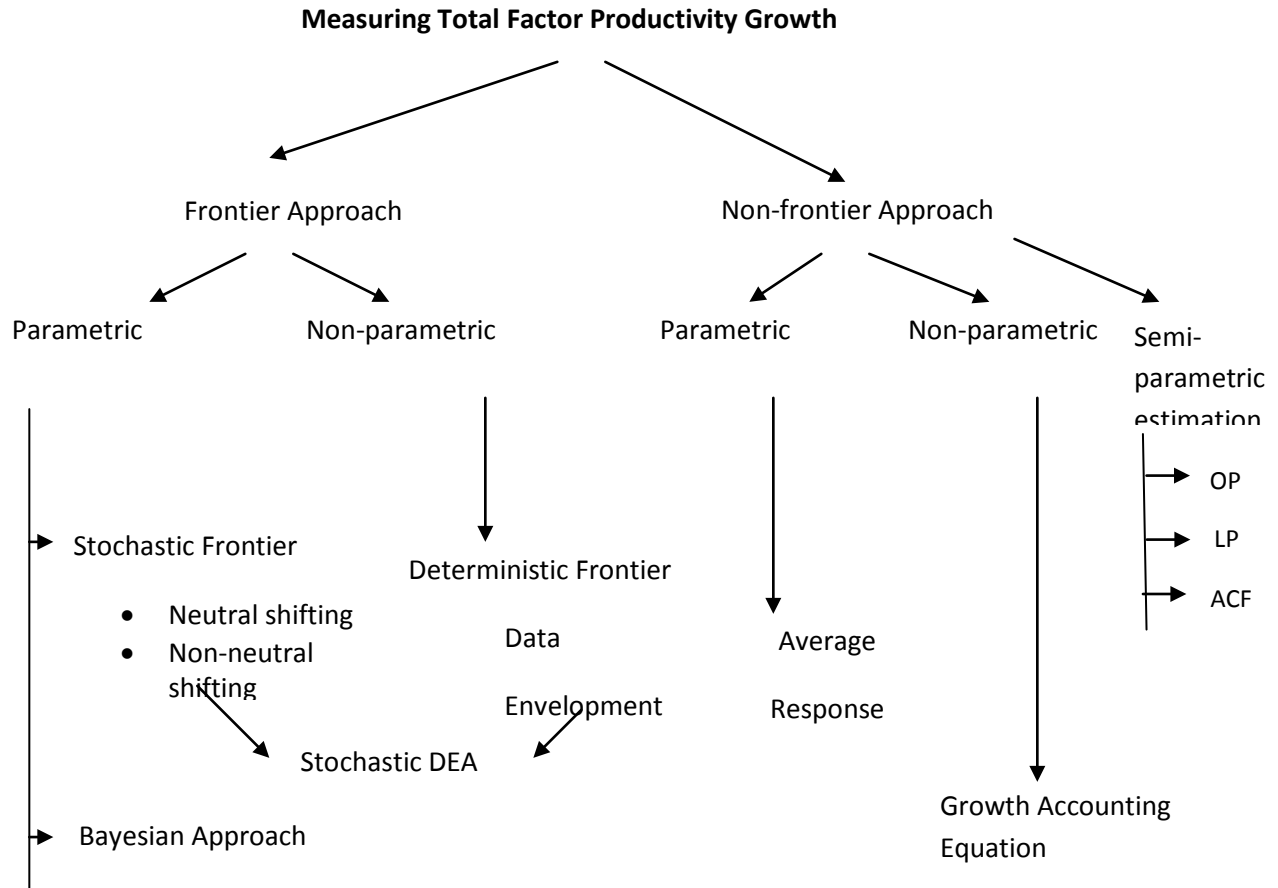 Measuring Total Factor Productivity Growth
Frontier Approach
Non-frontier Approach
Parametric
Non-parametric
Parametric
Non-parametric
Semi-
parametric
estimation
OP
LP
ACF
Stochastic Frontier
• Neutral shifting
• Non-neutral
shifting
Deterministic Frontier
Data
Envelopment
Average
Response
Stochastic DEA
Growth Accounting
Equation
Bayesian Approach